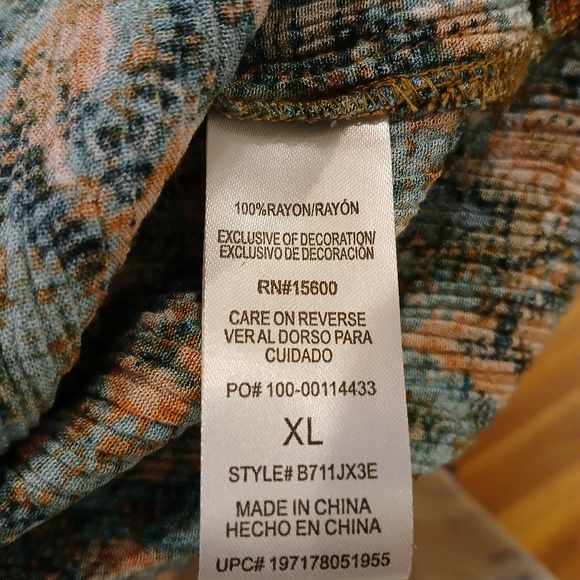 100%RAYON/RAYÓN
EXCLUSIVE OF DECORATION/
EXCLUSIVO DE DECORACIÓN
RN#15600
CARE ON REVERSE
VER AL DORSO PARA
CUIDADO
PO# 100-00114433
XL
STYLE# B711JX3E
MADE IN CHINA
HECHO EN CHINA
UPC# 197178051955